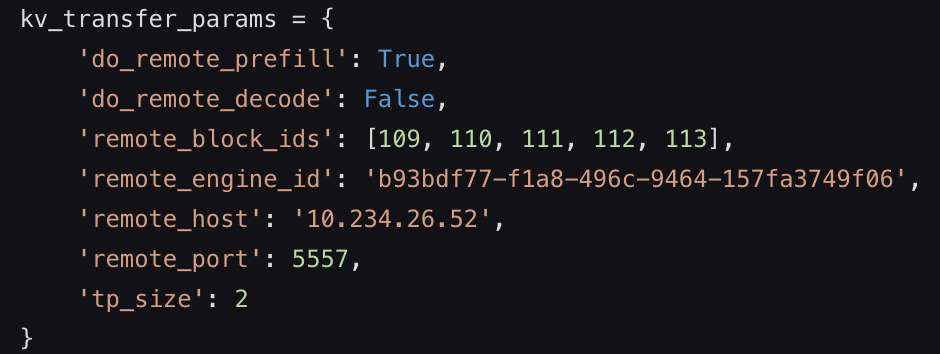 kv_transfer_params = {
    'do_remote_prefill': True,
    'do_remote_decode': False,
    'remote_block_ids': [109, 110, 111, 112, 113],
    'remote_engine_id': 'b93bdf77-f1a8-496c-9464-157fa3749f06',
    'remote_host': '10.234.26.52',
    'remote_port': 5557,
    'tp_size': 2
}